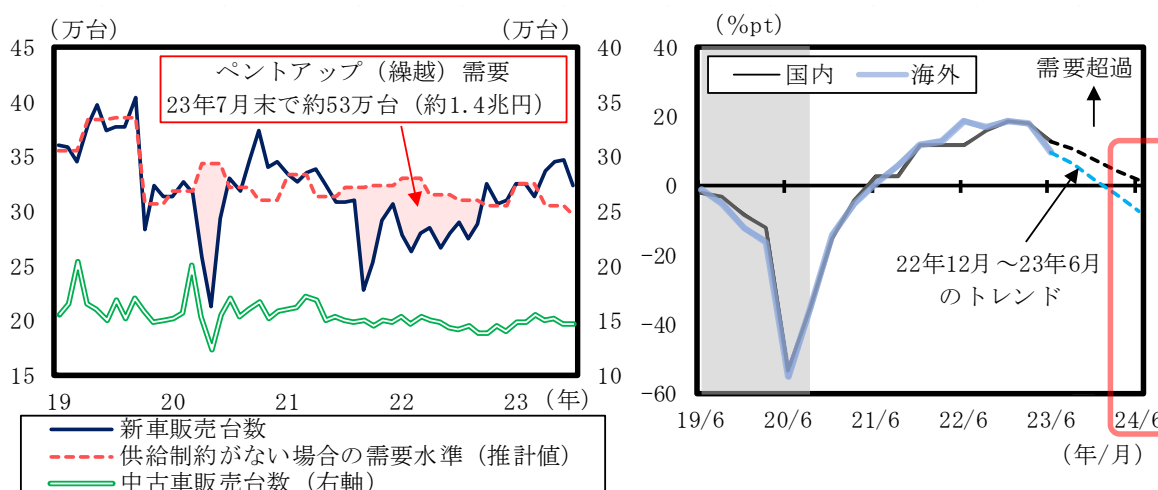 （万台）
（万台）
45
40
35
30
25
20
15
40
35
30
25
20
15
10
ペントアップ（繰越）需要
23年7月末で約53万台（約1.4兆円）
19
20
21
22
23
（年）
新車販売台数
供給制約がない場合の需要水準（推計値）
中古車販売台数（右軸）
（%pt）
40
20
0
−20
−40
−60
国内
海外
需要超過
22年12月～23年6月
のトレンド
19/6
20/6
21/6
22/6
23/6
24/6
（年/月）